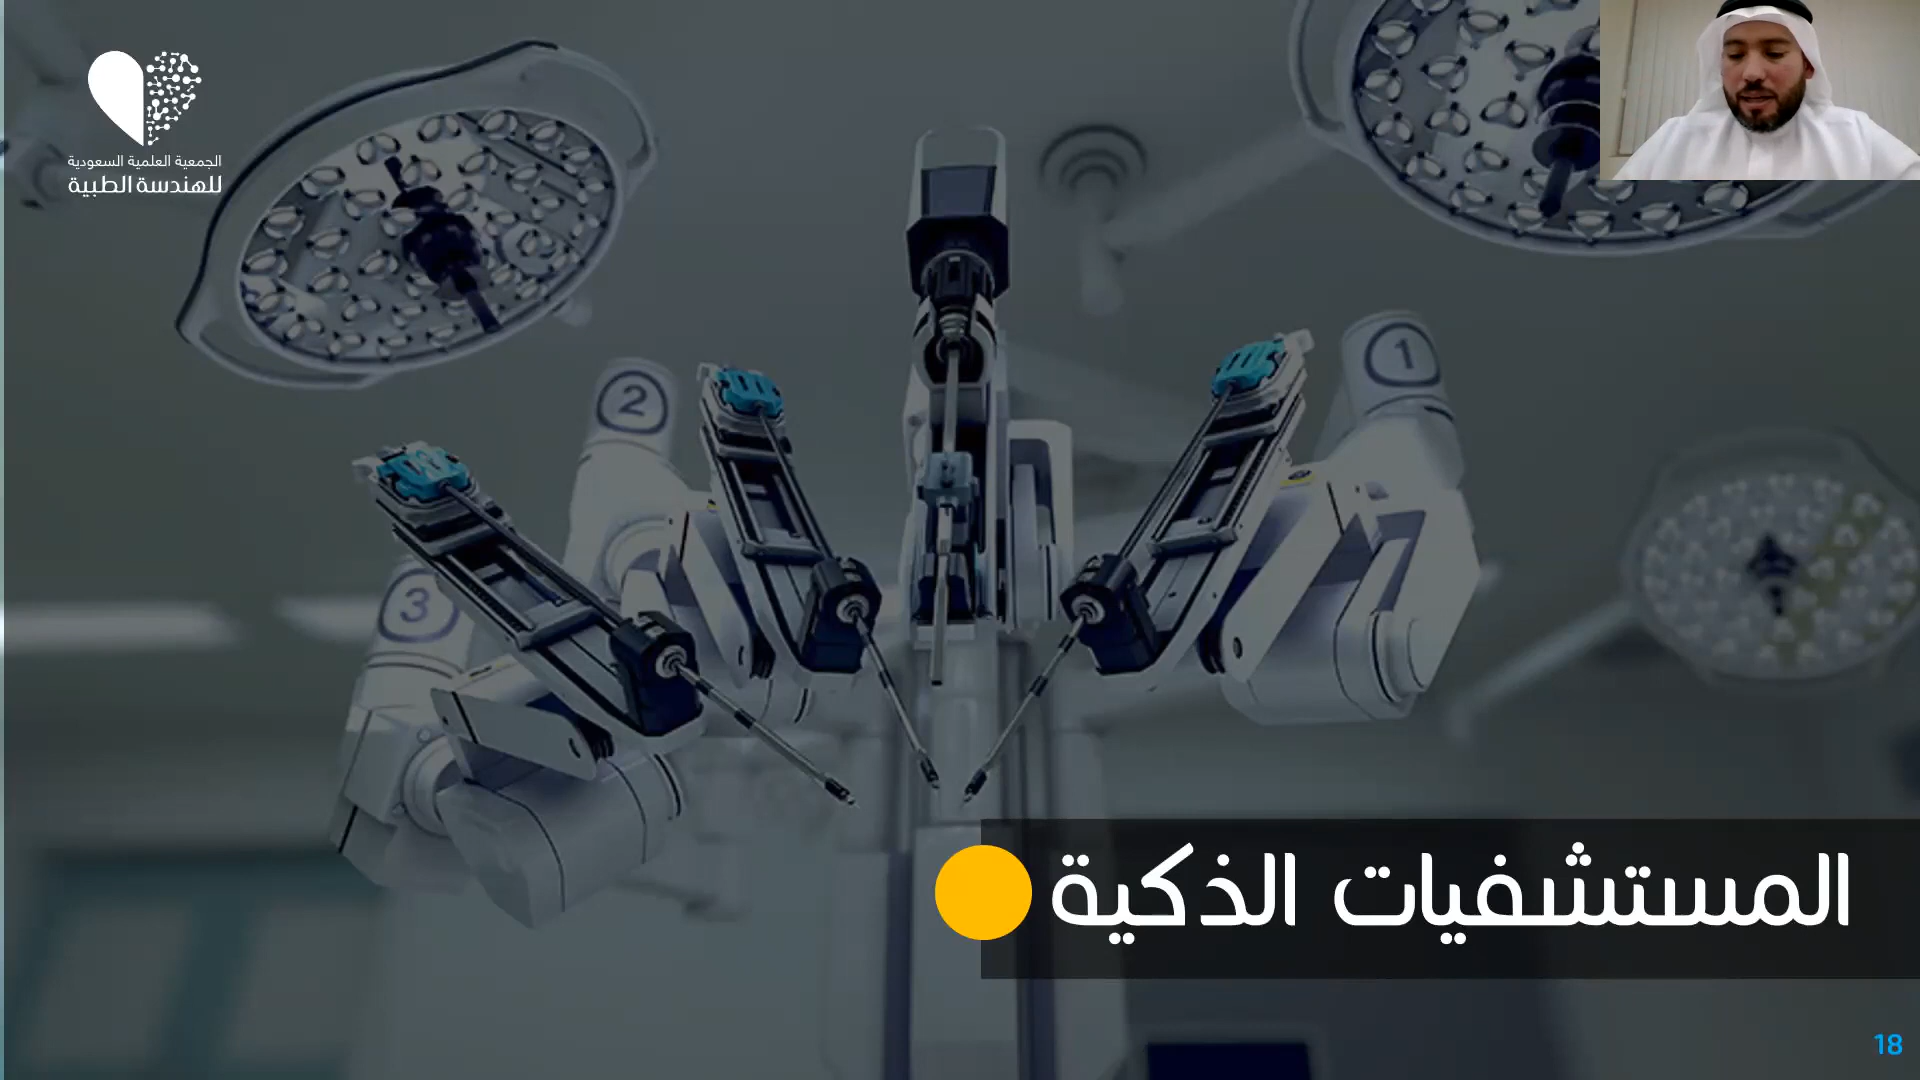 الجمعية العلمية السعودية
للهندسة الطبية
1
2
3
المستشفيات الذكية
18